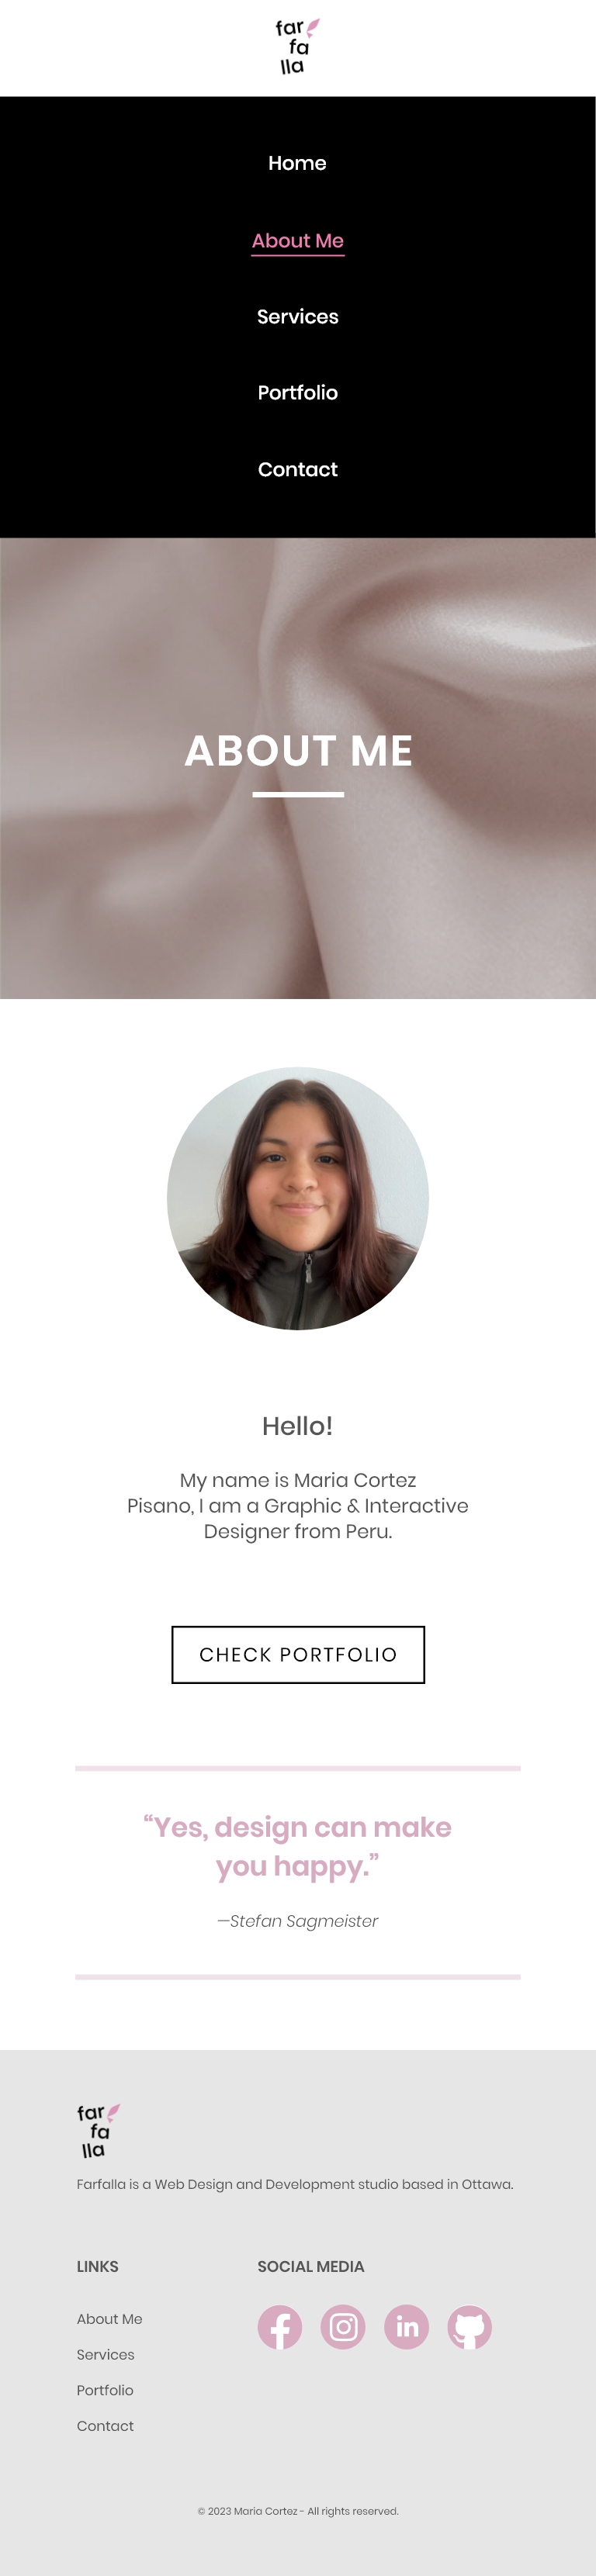 far
fa
lla
Home
About Me
Services
Portfolio
Contact
ABOUT ME
Hello!
My name is Maria Cortez
Pisano, I am a Graphic & Interactive
Designer from Peru.
CHECK PORTFOLIO
“Yes, design can make
you happy.”
—Stefan Sagmeister
far
fa
lla
Farfalla is a Web Design and Development studio based in Ottawa.
LINKS
SOCIAL MEDIA
About Me
Services
Portfolio
Contact
© 2023 Maria Cortez - All rights reserved.